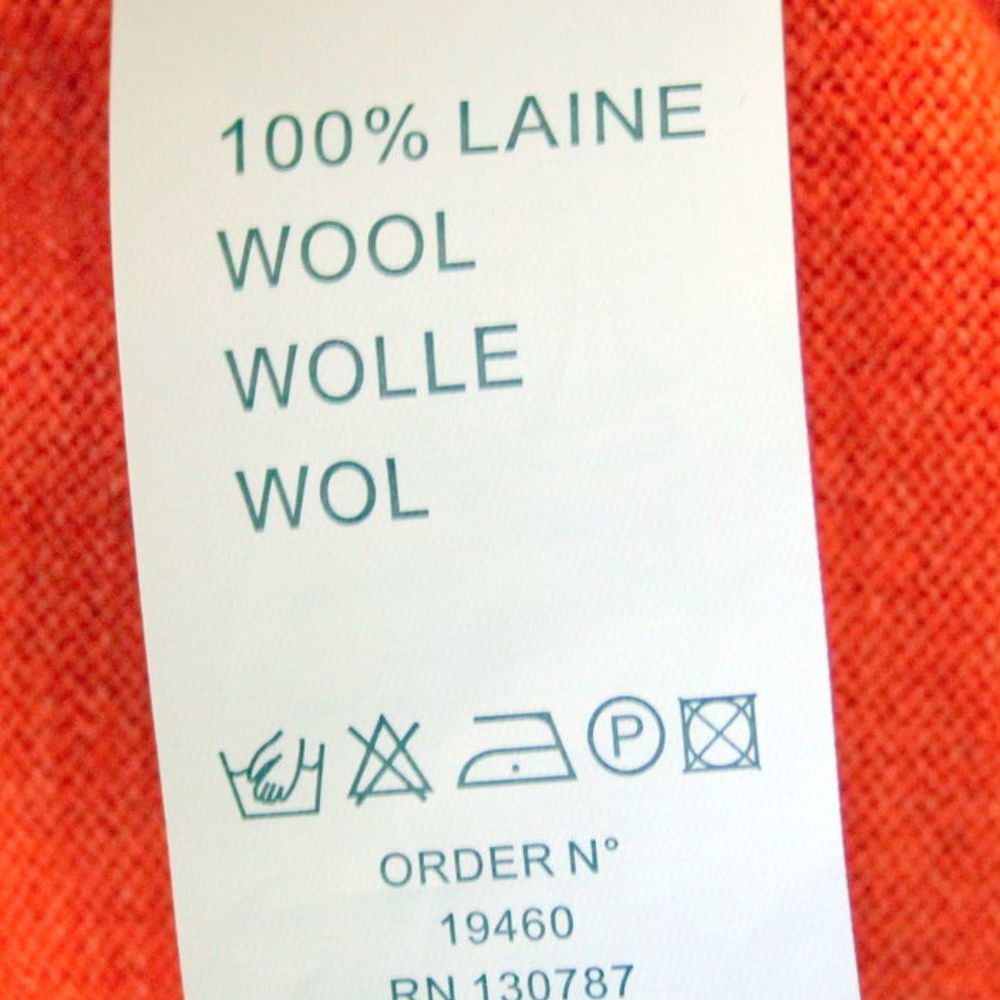 100% LAINE
WOOL
WOLLE
WOL
P
ORDER N°
19460
RN 130787